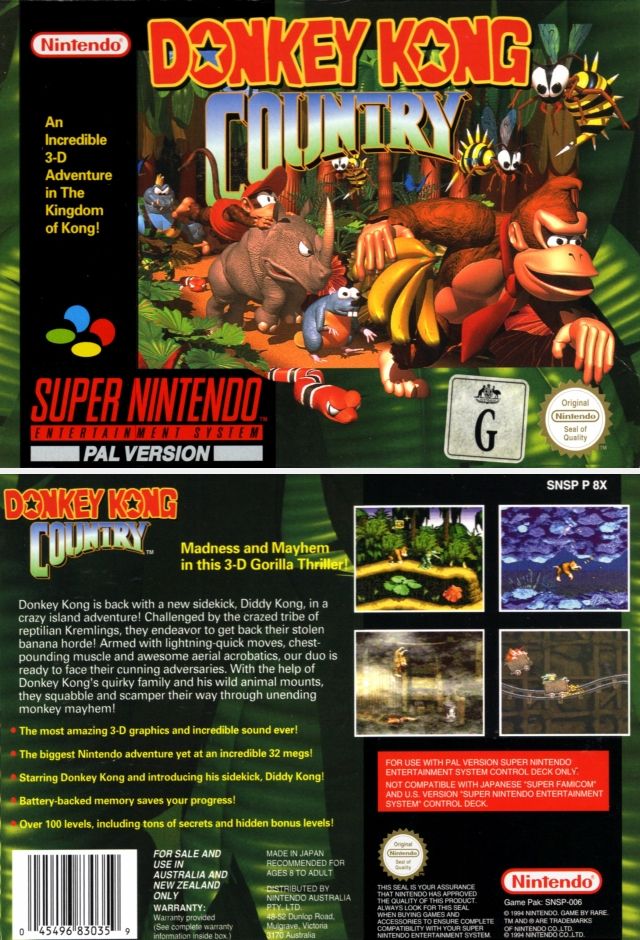 Nintendo
DONKEY KONG
COUNTRY
An
Incredible
3-D
Adventure
in The
Kingdom
of Kong!
SUPER NINTENDO
ENTERTAINMENT SYSTEM
PAL VERSION
G
Original
Nintendo
Seal of
Quality
TM
SNSP P 8X
DONKEY KONG
COUNTRY
TM
Madness and Mayhem
in this 3-D Gorilla Thriller!
Donkey Kong is back with a new sidekick, Diddy Kong, in a
crazy island adventure! Challenged by the crazed tribe of
reptilian Kremlings, they endeavor to get back their stolen
banana horde! Armed with lightning-quick moves, chest-
pounding muscle and awesome aerial acrobatics, our duo is
ready to face their cunning adversaries. With the help of
Donkey Kong's quirky family and his wild animal mounts,
they squabble and scamper their way through unending
monkey mayhem!
• The most amazing 3-D graphics and incredible sound ever!
• The biggest Nintendo adventure yet at an incredible 32 megs!
• Starring Donkey Kong and introducing his sidekick, Diddy Kong!
• Battery-backed memory saves your progress!
• Over 100 levels, including tons of secrets and hidden bonus levels!
FOR USE WITH PAL VERSION SUPER NINTENDO
ENTERTAINMENT SYSTEM CONTROL DECK ONLY.
NOT COMPATIBLE WITH JAPANESE "SUPER FAMICOM"
AND U.S. VERSION "SUPER NINTENDO ENTERTAINMENT
SYSTEM" CONTROL DECK.
0 45496 83035 9
FOR SALE AND
USE IN
AUSTRALIA AND
NEW ZEALAND
ONLY
WARRANTY:
Warranty provided
(See complete warranty
information inside box.)
MADE IN JAPAN
RECOMMENDED FOR
AGES 8 TO ADULT
DISTRIBUTED BY
NINTENDO AUSTRALIA
PTY. LTD.
48-52 Dunlop Road,
Mulgrave, Victoria
3170 Australia
Original
Nintendo
Seal of
Quality
THIS SEAL IS YOUR ASSURANCE
THAT NINTENDO HAS APPROVED
THE QUALITY OF THIS PRODUCT.
ALWAYS LOOK FOR THIS SEAL
WHEN BUYING GAMES AND
ACCESSORIES TO ENSURE COMPLETE
COMPATIBILITY WITH YOUR SUPER
NINTENDO ENTERTAINMENT SYSTEM
Nintendo
Game Pak: SNSP-006
© 1994 NINTENDO. GAME BY RARE.
TM AND ® ARE TRADEMARKS
OF NINTENDO CO.,LTD.
© 1994 NINTENDO CO.,LTD.